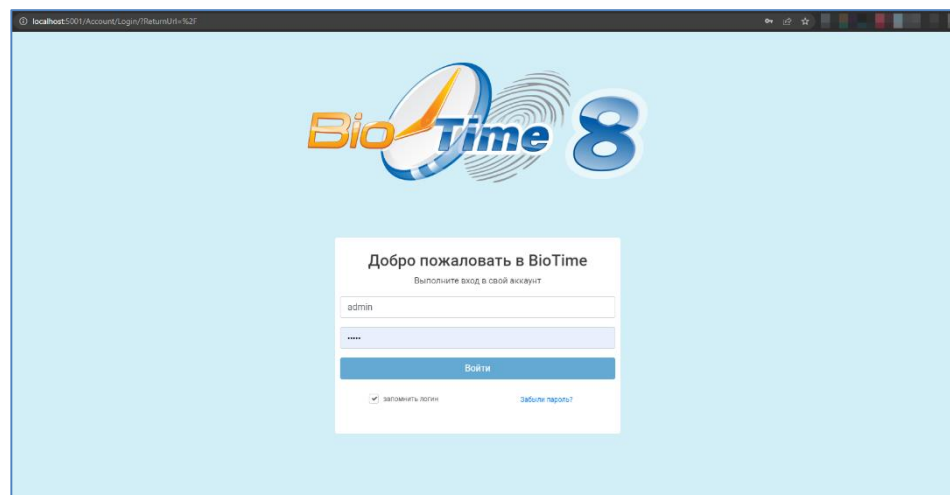 localhost:5001/Account/Login/?ReturnUrl=%2F
BioTime 8
Добро пожаловать в BioTime
Выполните вход в свой аккаунт
admin
•••••
Войти
запомнить логин
Забыли пароль?